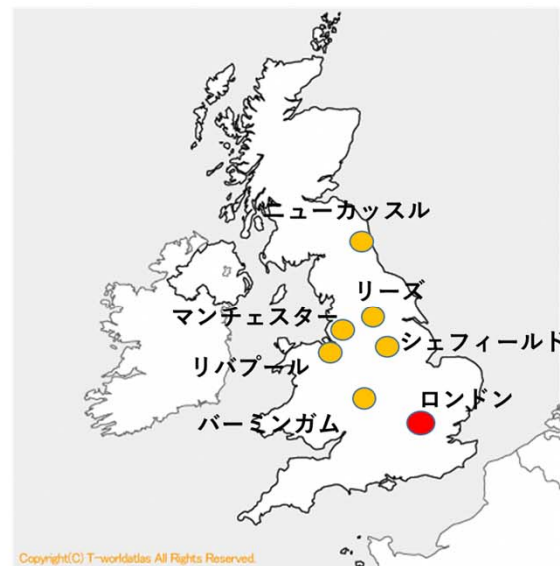 ニューカッスル
リーズ
マンチェスター
シェフィールド
リバプール
ロンドン
バーミンガム
Copyright(C) T-worldatlas All Rights Reserved.